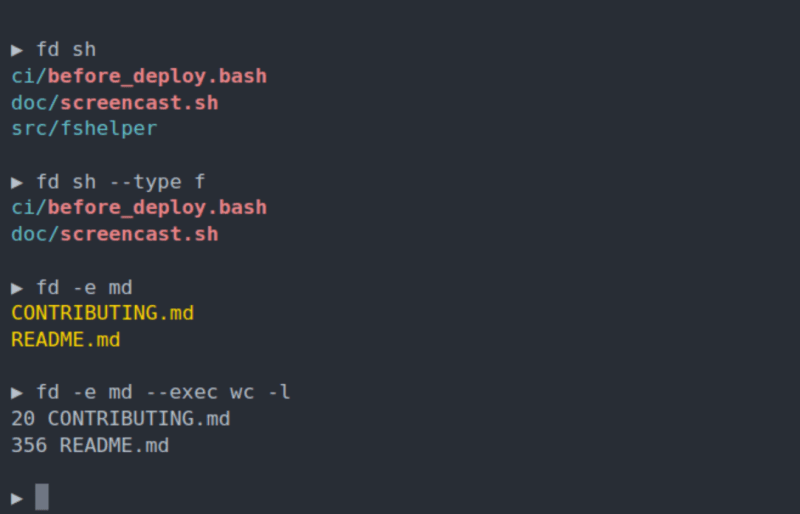 ▶ fd sh
ci/before_deploy.bash
doc/screencast.sh
src/fshelper
▶ fd sh --type f
ci/before_deploy.bash
doc/screencast.sh
▶ fd -e md
CONTRIBUTING.md
README.md
▶ fd -e md --exec wc -l
20 CONTRIBUTING.md
356 README.md
▶